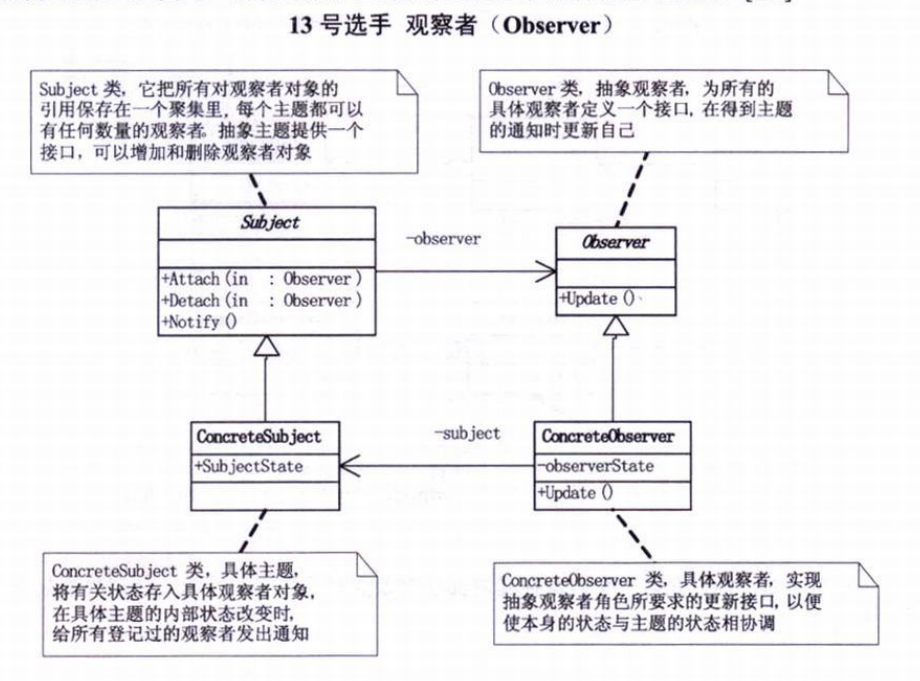 13 号选手 观察者（Observer）
Subject 类，它把所有对观察者对象的
引用保存在一个聚集里，每个主题都可以
有任何数量的观察者。抽象主题提供一个
接口，可以增加和删除观察者对象
Observer 类，抽象观察者，为所有的
具体观察者定义一个接口，在得到主题
的通知时更新自己
Subject
+Attach(in : Observer)
+Detach(in : Observer)
+Notify()
-observer
Observer
+Update()
ConcreteSubject
+SubjectState
-subject
ConcreteObserver
-observerState
+Update()
ConcreteSubject 类，具体主题，
将有关状态存入具体观察者对象，
在具体主题的内部状态改变时，
给所有登记过的观察者发出通知
ConcreteObserver 类，具体观察者，实现
抽象观察者角色所要求的更新接口，以便
使本身的状态与主题的状态相协调